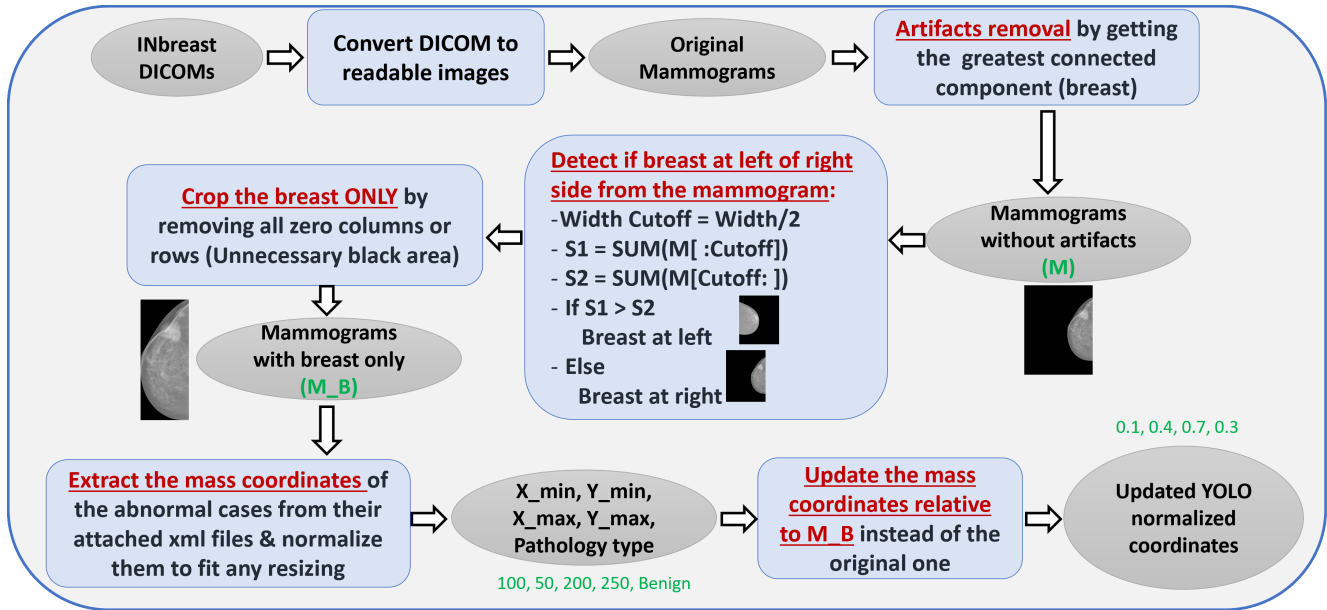 INbreast
DICOMs
Convert DICOM to
readable images
Original
Mammograms
Artifacts removal by getting
the greatest connected
component (breast)
Mammograms
without artifacts
(M)
Detect if breast at left of right
side from the mammogram:
-Width Cutoff = Width/2
- S1 = SUM(M[ :Cutoff])
- S2 = SUM(M[Cutoff: ])
- If S1 > S2
Breast at left
- Else
Breast at right
Crop the breast ONLY by
removing all zero columns or
rows (Unnecessary black area)
Mammograms
with breast only
(M_B)
Extract the mass coordinates of
the abnormal cases from their
attached xml files & normalize
them to fit any resizing
X_min, Y_min,
X_max, Y_max,
Pathology type
100, 50, 200, 250, Benign
Update the mass
coordinates relative
to M_B instead of the
original one
0.1, 0.4, 0.7, 0.3
Updated YOLO
normalized
coordinates